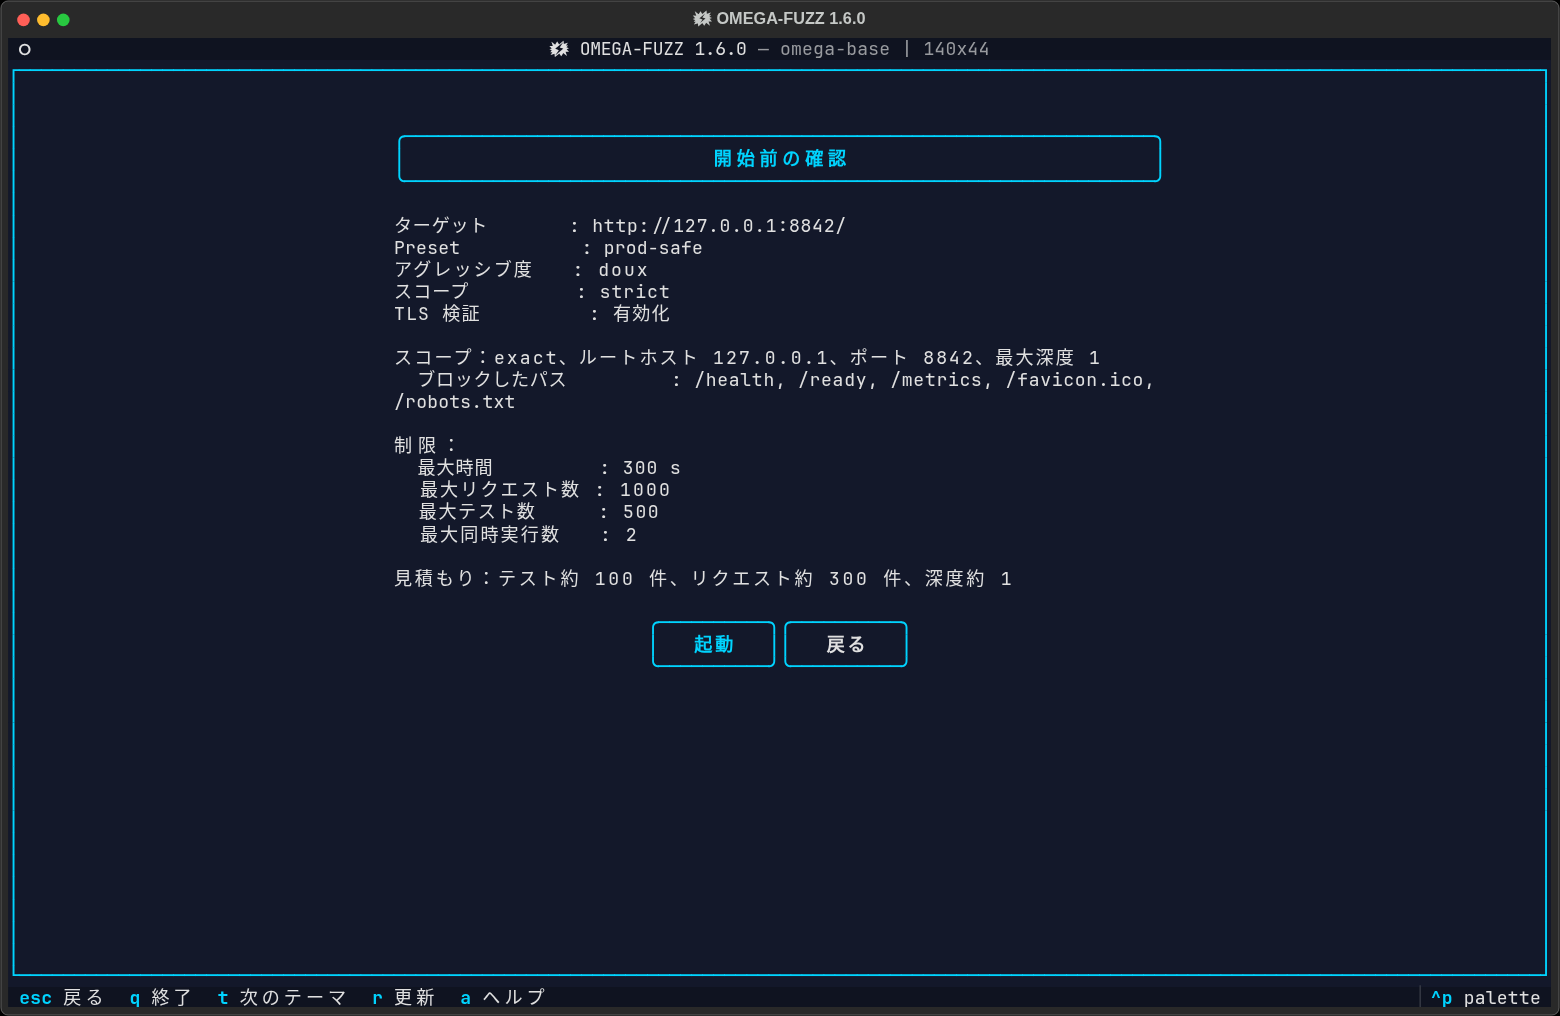 OMEGA-FUZZ 1.6.0
OMEGA-FUZZ 1.6.0 — omega-base | 140x44
開始前の確認
ターゲット : http://127.0.0.1:8842/
Preset : prod-safe
アグレッシブ度 : doux
スコープ : strict
TLS 検証 : 有効化
スコープ：exact、ルートホスト 127.0.0.1、ポート 8842、最大深度 1
ブロックしたパス : /health, /ready, /metrics, /favicon.ico,
/robots.txt
制限：
最大時間 : 300 s
最大リクエスト数 : 1000
最大テスト数 : 500
最大同時実行数 : 2
見積もり：テスト約 100 件、リクエスト約 300 件、深度約 1
起動 戻る
esc 戻る q 終了 t 次のテーマ r 更新 a ヘルプ ^p palette